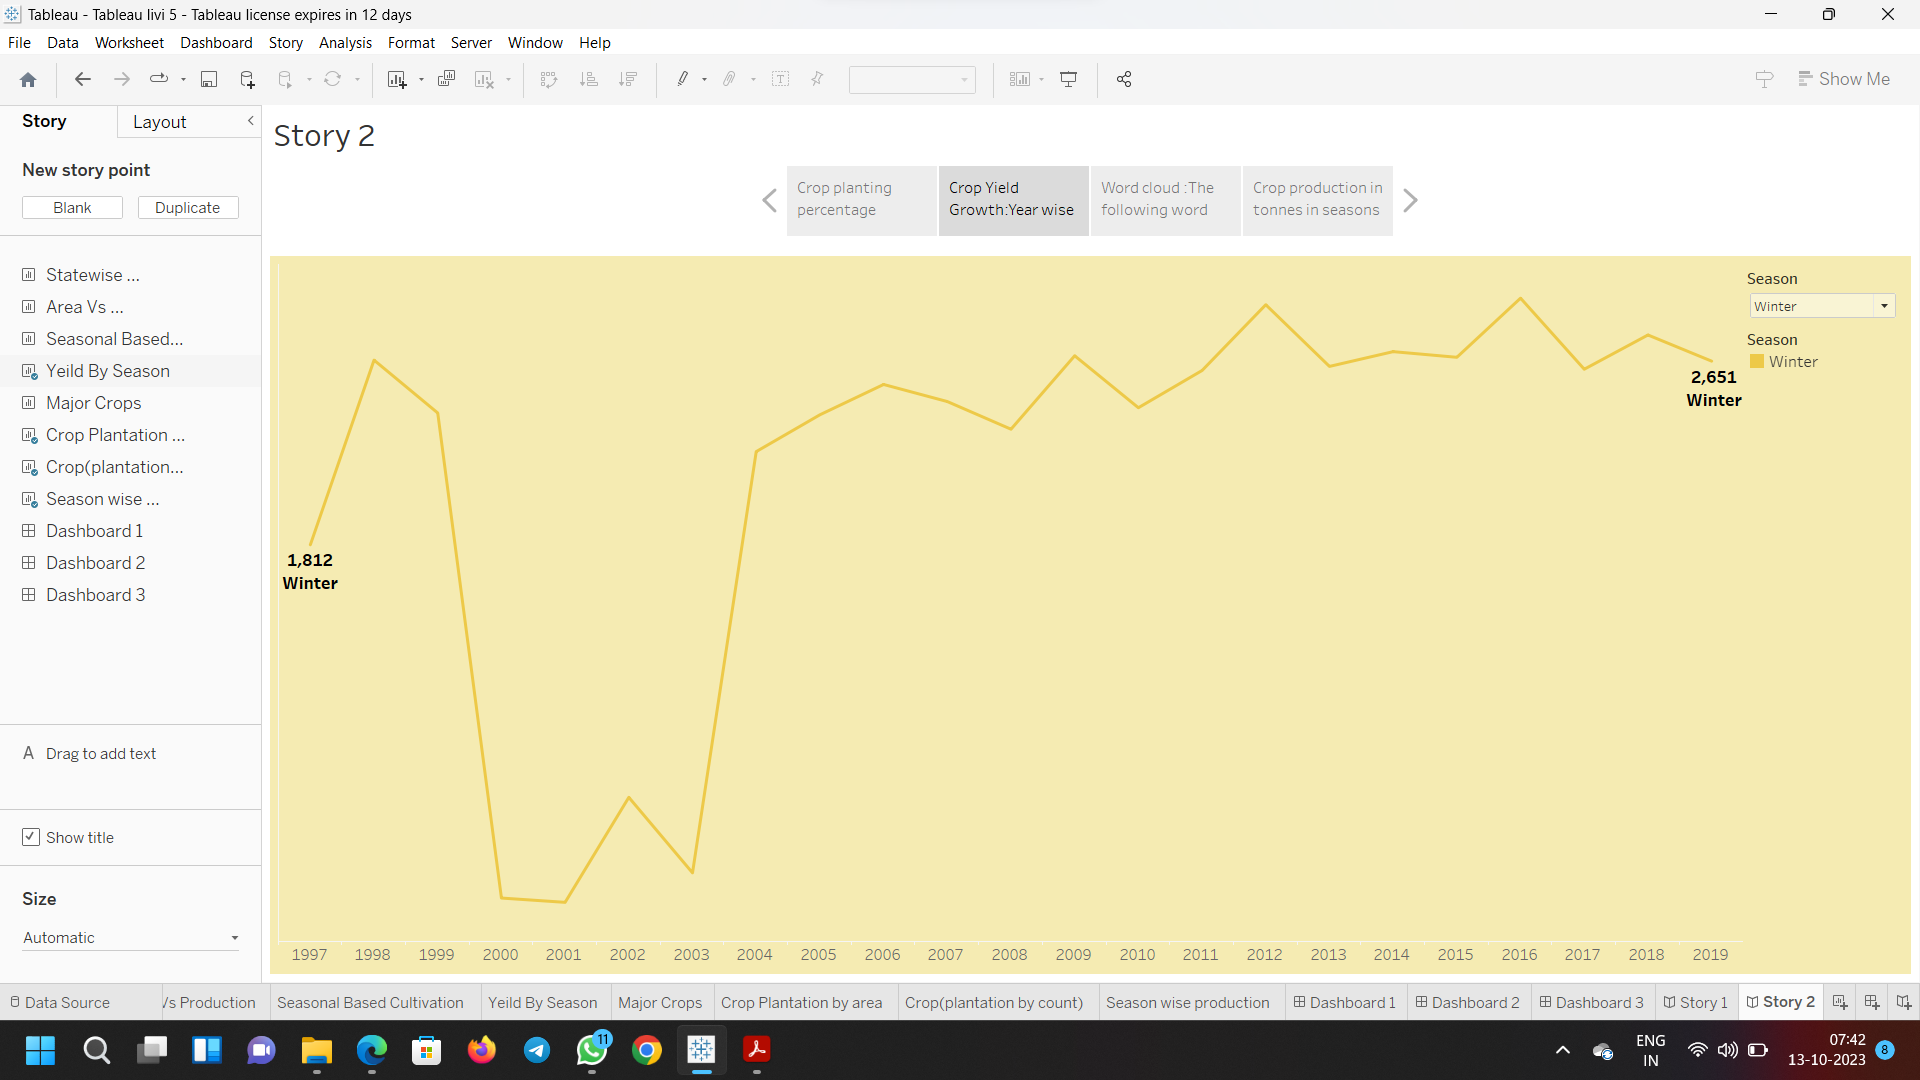 Tableau - Tableau livi 5 - Tableau license expires in 12 days
File Data Worksheet Dashboard Story Analysis Format Server Window Help
Show Me
Story Layout
New story point
Blank Duplicate
Statewise ...
Area Vs ...
Seasonal Based...
Yeild By Season
Major Crops
Crop Plantation ...
Crop(plantation...
Season wise ...
Dashboard 1
Dashboard 2
Dashboard 3
A Drag to add text
Show title
Size
Automatic
Story 2
Crop planting
percentage
Crop Yield
Growth:Year wise
Word cloud :The
following word
Crop production in
tonnes in seasons
Season
Winter
Season
Winter
2,651
Winter
1,812
Winter
1997 1998 1999 2000 2001 2002 2003 2004 2005 2006 2007 2008 2009 2010 2011 2012 2013 2014 2015 2016 2017 2018 2019
Data Source Vs Production Seasonal Based Cultivation Yeild By Season Major Crops Crop Plantation by area Crop(plantation by count) Season wise production Dashboard 1 Dashboard 2 Dashboard 3 Story 1 Story 2
11
ENG
IN
07:42
13-10-2023
8